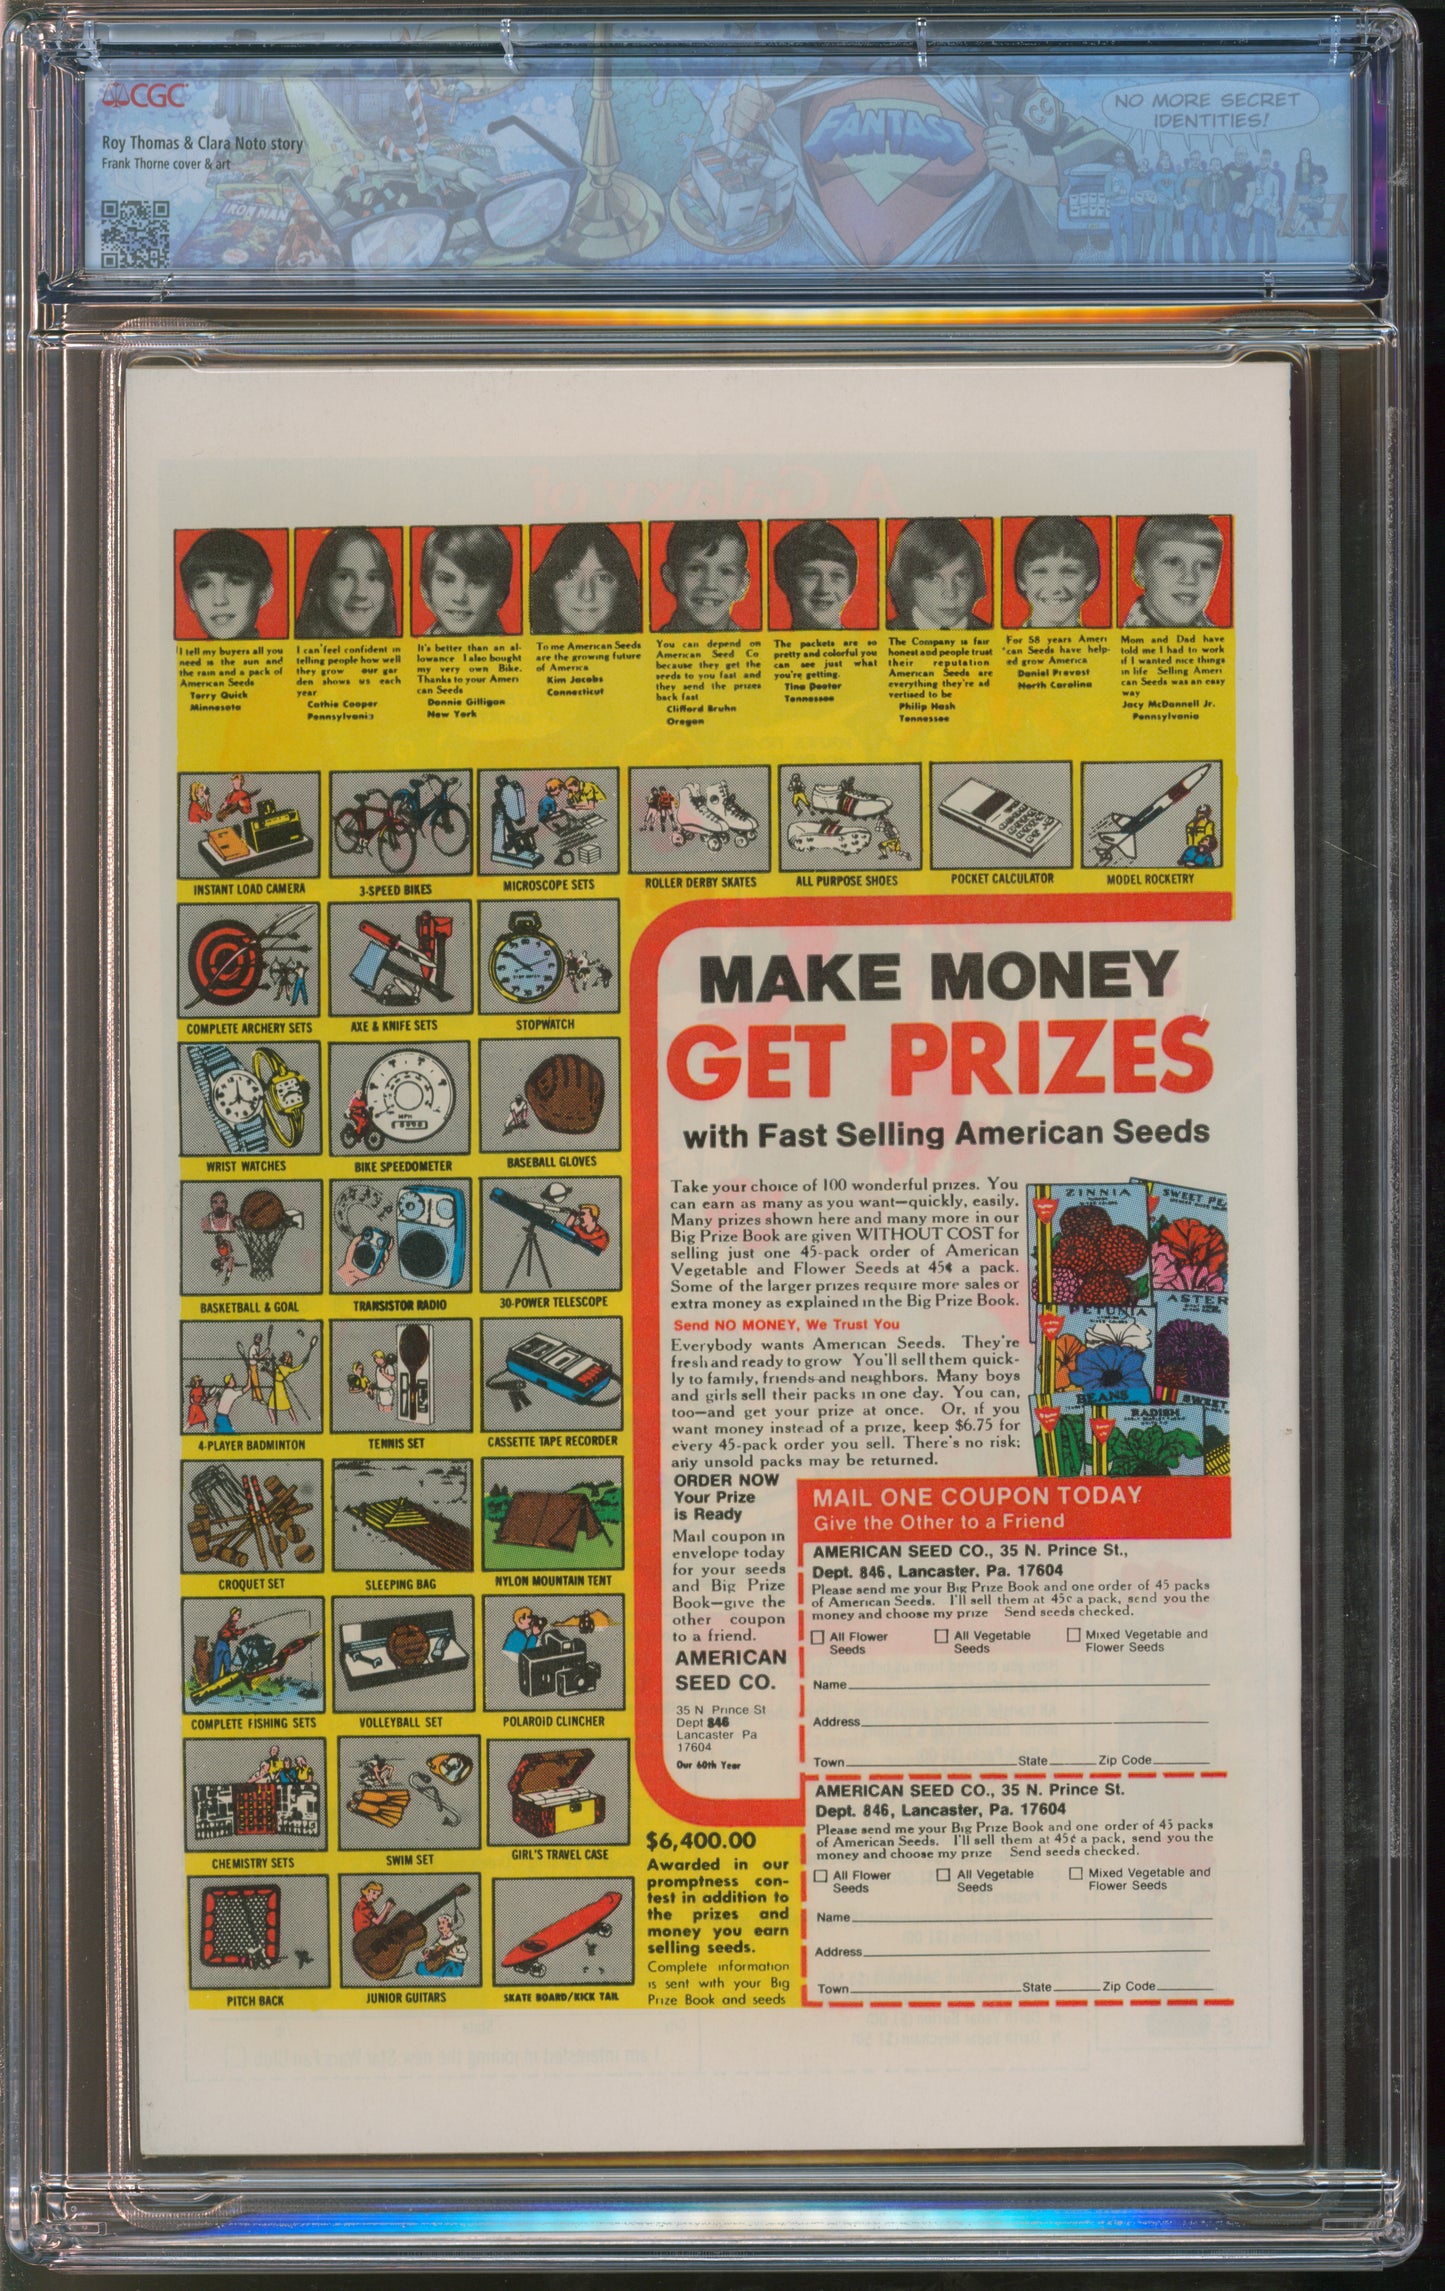 CGC
Roy Thomas & Clara Noto story
Frank Thorne cover & art
IRON MAN
FANTAST
CC
NO MORE SECRET
IDENTITIES!
I tell my buyers all you
need is the sun and
the rain and a pack of
American Seeds
Terry Quick
Minnesota
I can feel confident in
telling people how well
they grow our gar
den shows us each
year
Cathie Cooper
Pennsylvania
It's better than an al-
lowance I also bought
my very own Bike.
Thanks to your Ameri
can Seeds
Donnie Gilligan
New York
To me American Seeds
are the growing future
of America
Kim Jacobs
Connecticut
You can depend on
American Seed Co
because they get the
seeds to you fast and
they send the prizes
back fast
Clifford Bruhn
Oregon
The packets are so
pretty and colorful you
can see just what
you're getting.
Tina Deeter
Tennessee
The Company is fair
honest and people trust
their reputation
American Seeds are
everything they're ad
vertised to be
Philip Hash
Tennessee
For 58 years Ameri
can Seeds have help-
ed grow America
Daniel Prevost
North Carolina
Mom and Dad have
told me I had to work
if I wanted nice things
in life Selling Ameri
can Seeds was an easy
way
Jacy McDannell Jr.
Pennsylvania
INSTANT LOAD CAMERA
3-SPEED BIKES
MICROSCOPE SETS
ROLLER DERBY SKATES
ALL PURPOSE SHOES
POCKET CALCULATOR
MODEL ROCKETRY
COMPLETE ARCHERY SETS
AXE & KNIFE SETS
STOPWATCH
WRIST WATCHES
MPH
BIKE SPEEDOMETER
BASEBALL GLOVES
BASKETBALL & GOAL
TRANSISTOR RADIO
30-POWER TELESCOPE
4-PLAYER BADMINTON
TENNIS SET
CASSETTE TAPE RECORDER
CROQUET SET
SLEEPING BAG
NYLON MOUNTAIN TENT
COMPLETE FISHING SETS
VOLLEYBALL SET
POLAROID CLINCHER
CHEMISTRY SETS
SWIM SET
GIRL'S TRAVEL CASE
PITCH BACK
JUNIOR GUITARS
SKATE BOARD/KICK TAIL
MAKE MONEY
GET PRIZES
with Fast Selling American Seeds
Take your choice of 100 wonderful prizes. You
can earn as many as you want—quickly, easily.
Many prizes shown here and many more in our
Big Prize Book are given WITHOUT COST for
selling just one 45-pack order of American
Vegetable and Flower Seeds at 45¢ a pack.
Some of the larger prizes require more sales or
extra money as explained in the Big Prize Book.
Send NO MONEY, We Trust You
Everybody wants American Seeds. They're
fresh and ready to grow You'll sell them quick-
ly to family, friends and neighbors. Many boys
and girls sell their packs in one day. You can,
too—and get your prize at once. Or, if you
want money instead of a prize, keep $6.75 for
every 45-pack order you sell. There's no risk;
any unsold packs may be returned.
ZINNIA
SWEET PE
ASTER
PETUNIA
BEANS
SWEET
RADISH
ORDER NOW
Your Prize
is Ready
Mail coupon in
envelope today
for your seeds
and Big Prize
Book—give the
other coupon
to a friend.
AMERICAN
SEED CO.
35 N Prince St
Dept 846
Lancaster Pa
17604
Our 60th Year
MAIL ONE COUPON TODAY
Give the Other to a Friend
AMERICAN SEED CO., 35 N. Prince St.,
Dept. 846, Lancaster, Pa. 17604
Please send me your Big Prize Book and one order of 45 packs
of American Seeds. I'll sell them at 45¢ a pack, send you the
money and choose my prize Send seeds checked.
All Flower Seeds
All Vegetable Seeds
Mixed Vegetable and Flower Seeds
Name
Address
Town State Zip Code
AMERICAN SEED CO., 35 N. Prince St.
Dept. 846, Lancaster, Pa. 17604
Please send me your Big Prize Book and one order of 45 packs
of American Seeds. I'll sell them at 45¢ a pack, send you the
money and choose my prize Send seeds checked.
All Flower Seeds
All Vegetable Seeds
Mixed Vegetable and Flower Seeds
Name
Address
Town State Zip Code
$6,400.00
Awarded in our
promptness con-
test in addition to
the prizes and
money you earn
selling seeds.
Complete information
is sent with your Big
Prize Book and seeds